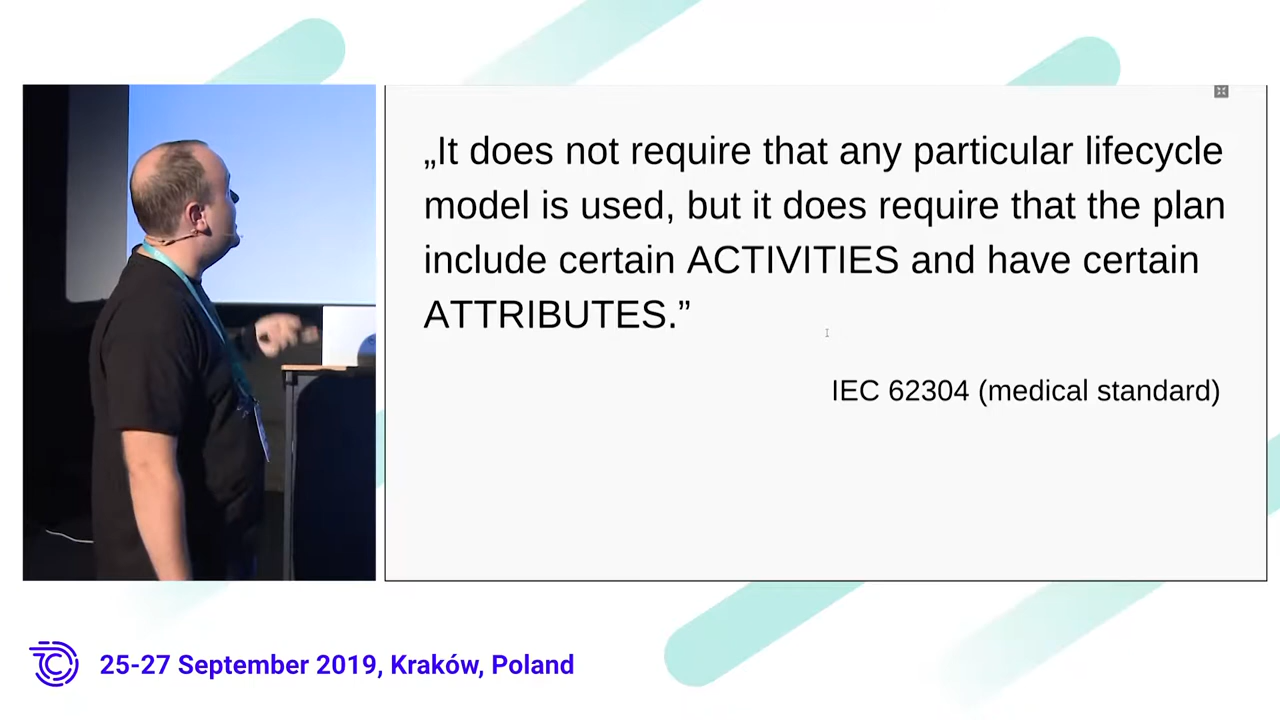 „It does not require that any particular lifecycle
model is used, but it does require that the plan
include certain ACTIVITIES and have certain
ATTRIBUTES.”
IEC 62304 (medical standard)
25-27 September 2019, Kraków, Poland